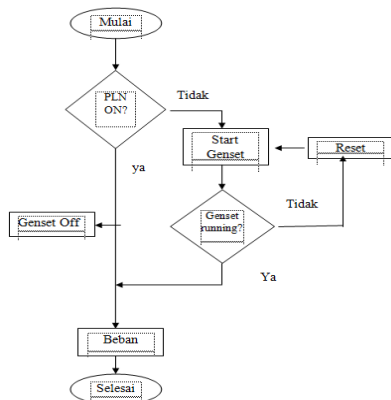 Mulai
PLN
ON?
Tidak
Start
Genset
Reset
ya
Genset
running?
Tidak
Genset Off
Ya
Beban
Selesai